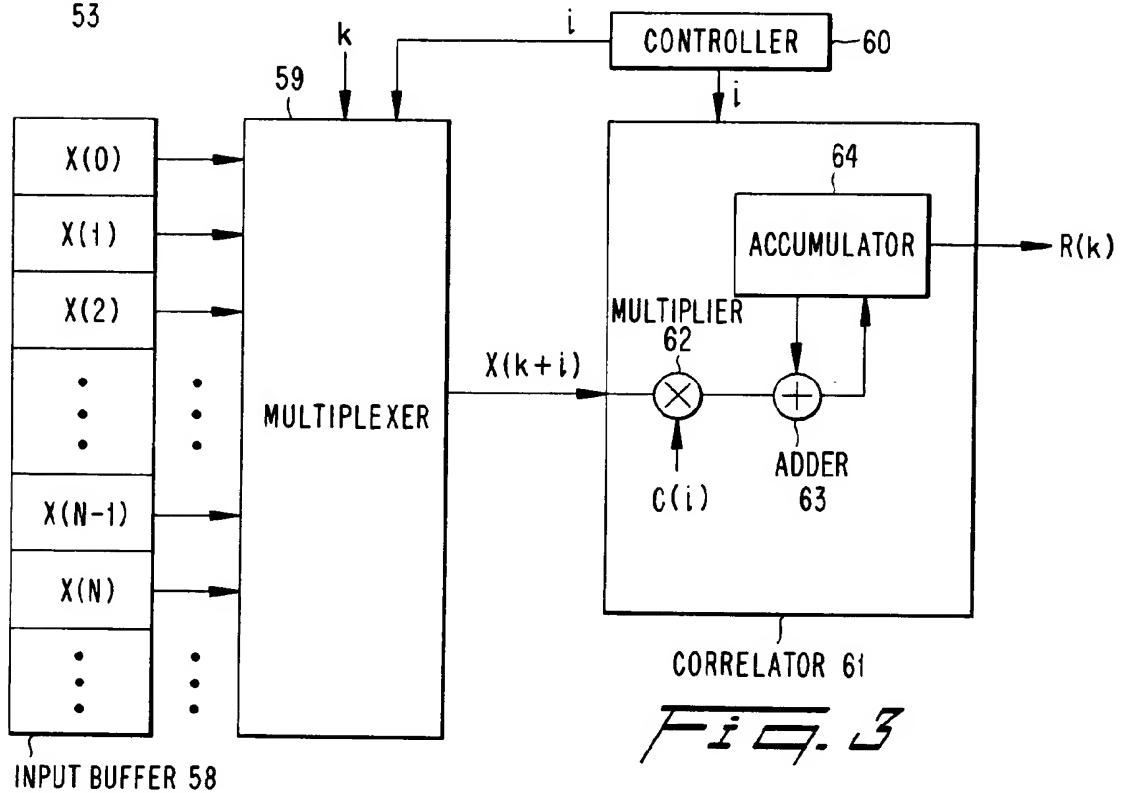 53
k
i
CONTROLLER
60
59
i
X(0)
X(1)
X(2)
X(N-1)
X(N)
MULTIPLEXER
X(k+i)
64
ACCUMULATOR
R(k)
MULTIPLIER
62
C(i)
ADDER
63
CORRELATOR 61
INPUT BUFFER 58
Fig. 3